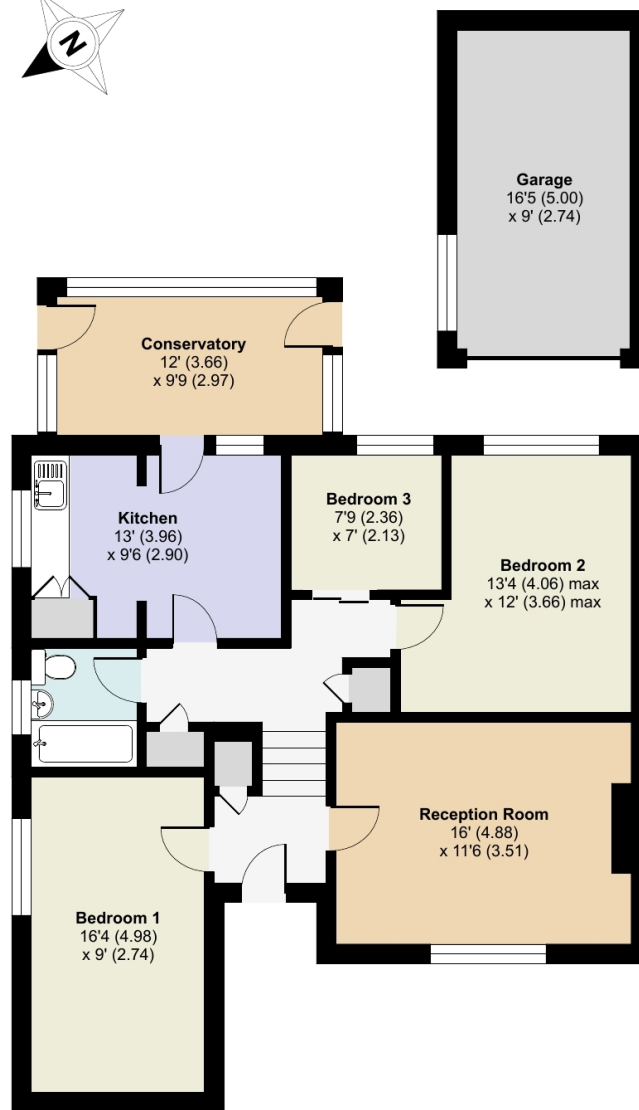 N
Garage
16'5 (5.00)
x 9' (2.74)
Conservatory
12' (3.66)
x 9'9 (2.97)
Kitchen
13' (3.96)
x 9'6 (2.90)
Bedroom 3
7'9 (2.36)
x 7' (2.13)
Bedroom 2
13'4 (4.06) max
x 12' (3.66) max
Reception Room
16' (4.88)
x 11'6 (3.51)
Bedroom 1
16'4 (4.98)
x 9' (2.74)